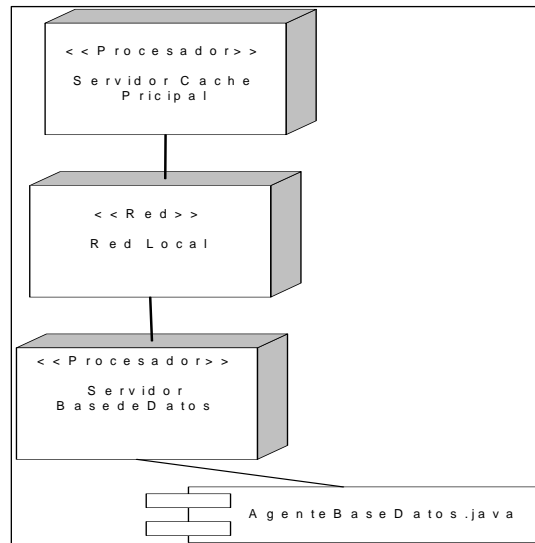 <<Procesador>>
Servidor Cache
Pricipal
<<Red>>
Red Local
<<Procesador>>
Servidor
BasedeDatos
AgenteBaseDatos.java